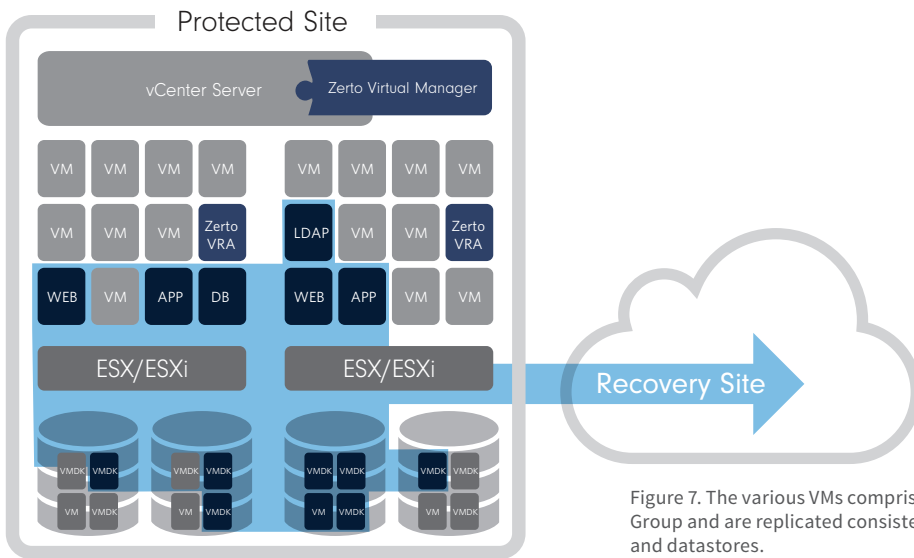 Protected Site
vCenter Server
Zerto Virtual Manager
VM VM VM VM VM VM VM VM
VM VM VM Zerto VRA LDAP VM VM Zerto VRA
WEB VM APP DB WEB APP VM VM
ESX/ESXi ESX/ESXi
Recovery Site
VMDK VMDK VMDK VMDK VMDK VMDK VMDK VMDK
VM VMDK VM VMDK VM VMDK VM VMDK
Figure 7. The various VMs compris
Group and are replicated consiste
and datastores.